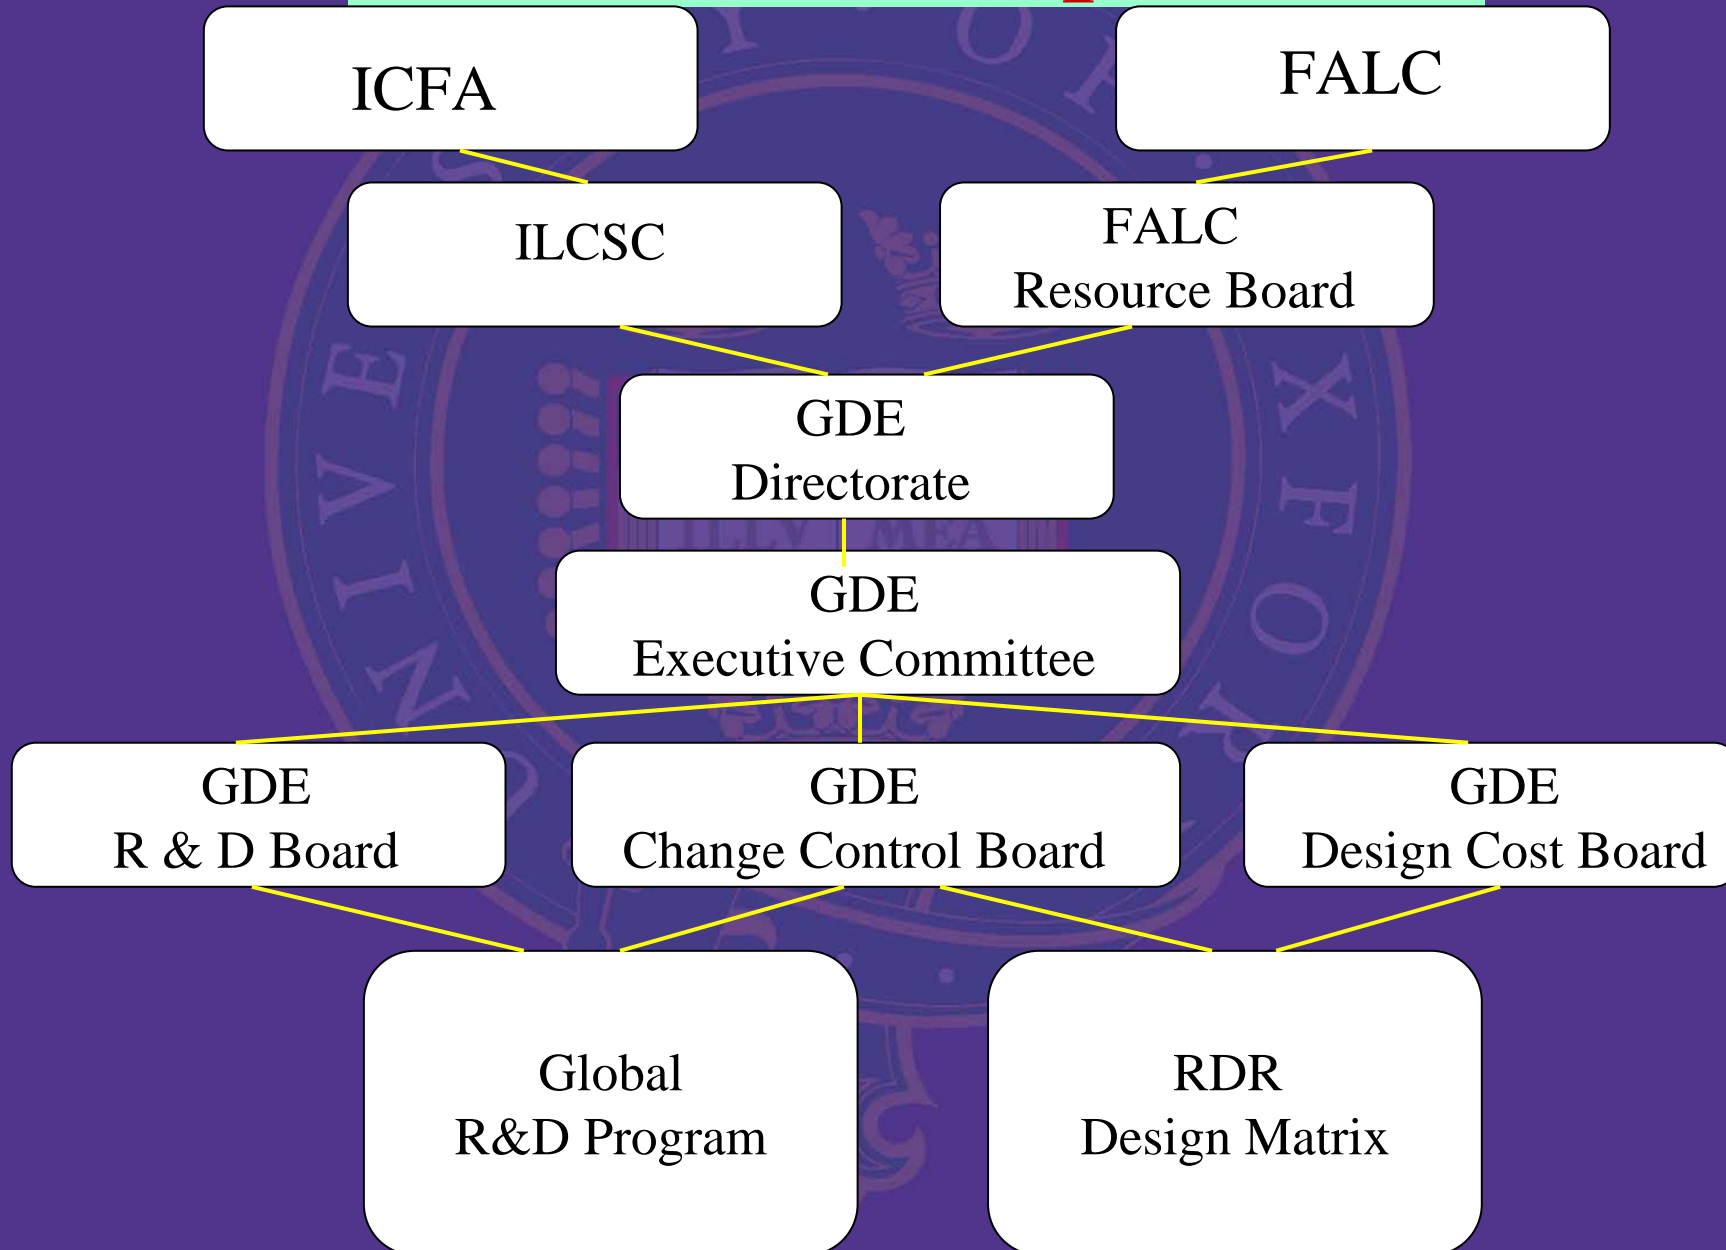 ICFA
FALC
ILCSC
FALC
Resource Board
GDE
Directorate
GDE
Executive Committee
GDE
R & D Board
GDE
Change Control Board
GDE
Design Cost Board
Global
R&D Program
RDR
Design Matrix